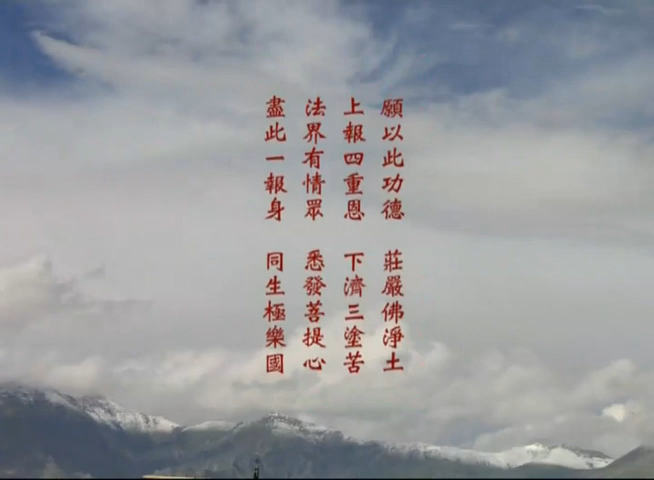 願以此功德 莊嚴佛淨土
上報四重恩 下濟三塗苦
法界有情眾 悉發菩提心
盡此一報身 同生極樂國